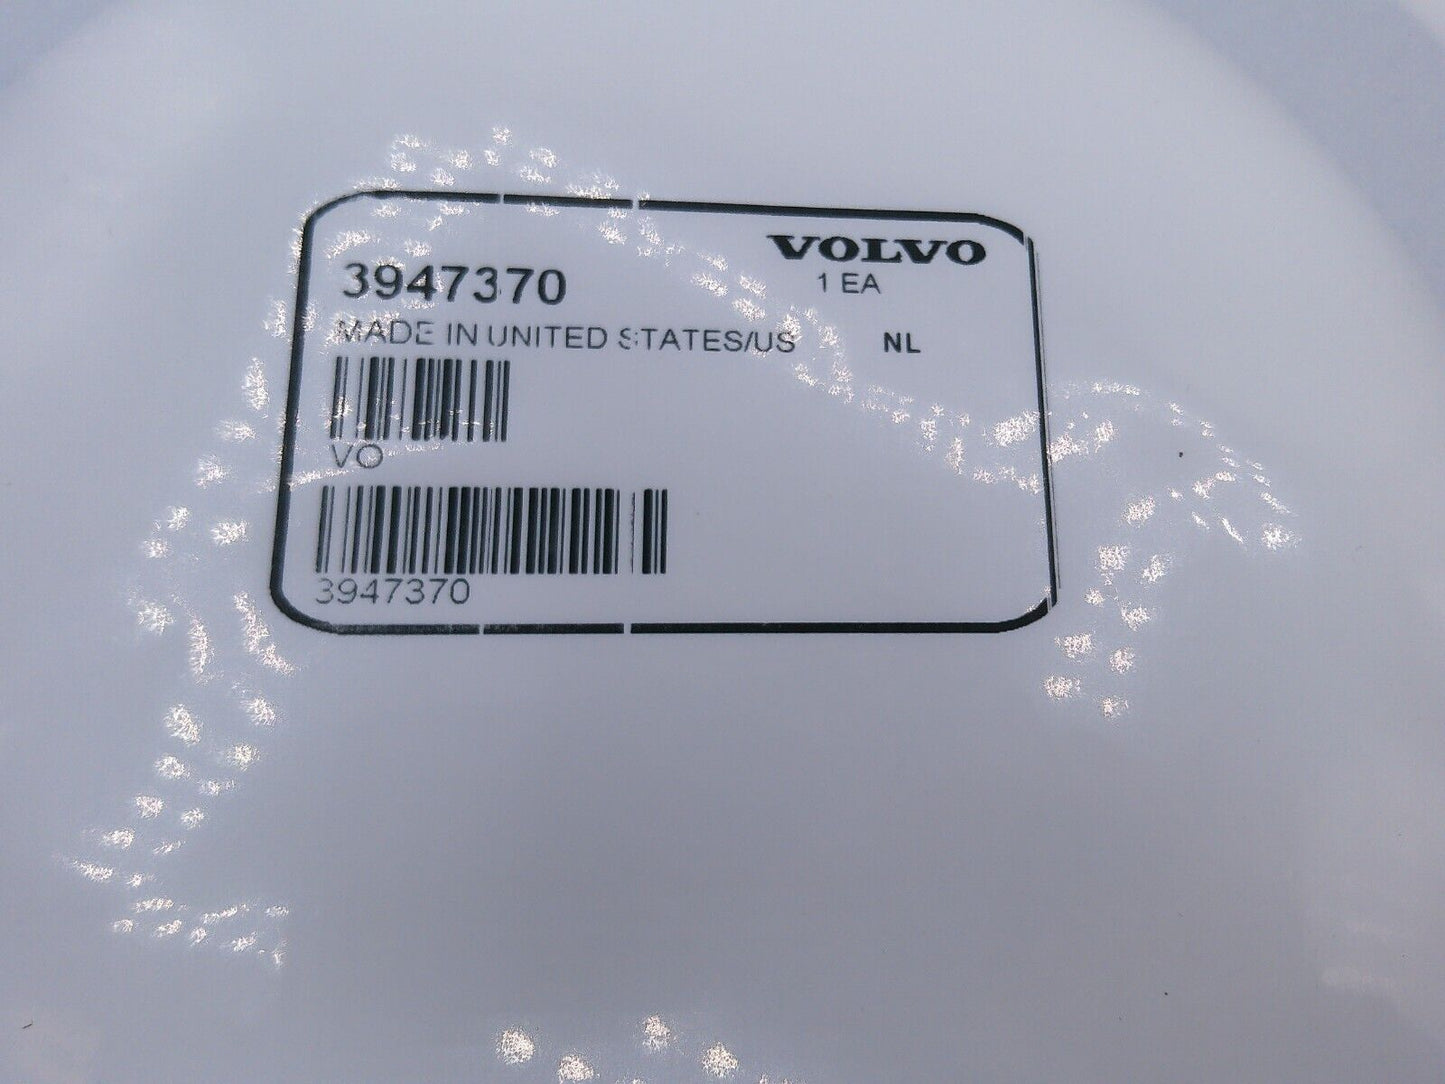 VOLVO
3947370
1 EA
MADE IN UNITED STATES/US NL
VO
3947370